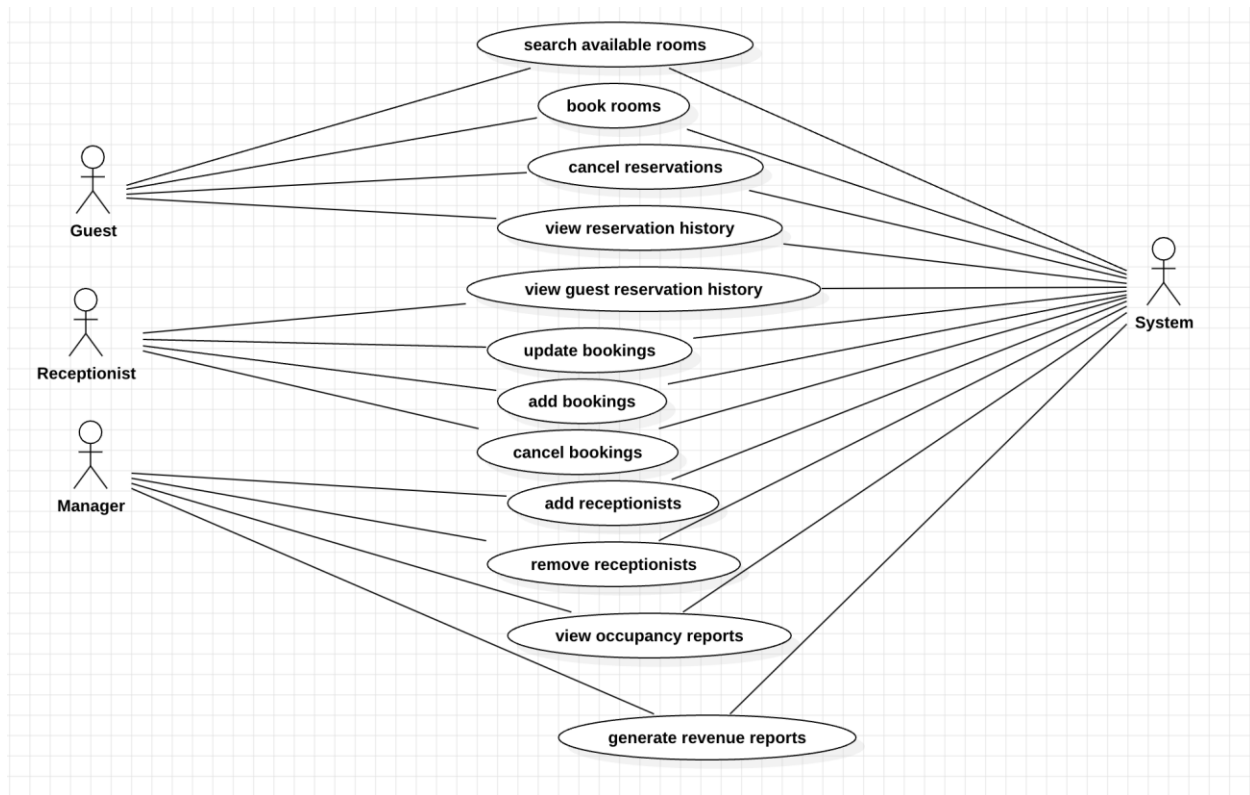 search available rooms
book rooms
cancel reservations
Guest
view reservation history
view guest reservation history
System
update bookings
Receptionist
add bookings
cancel bookings
Manager
add receptionists
remove receptionists
view occupancy reports
generate revenue reports